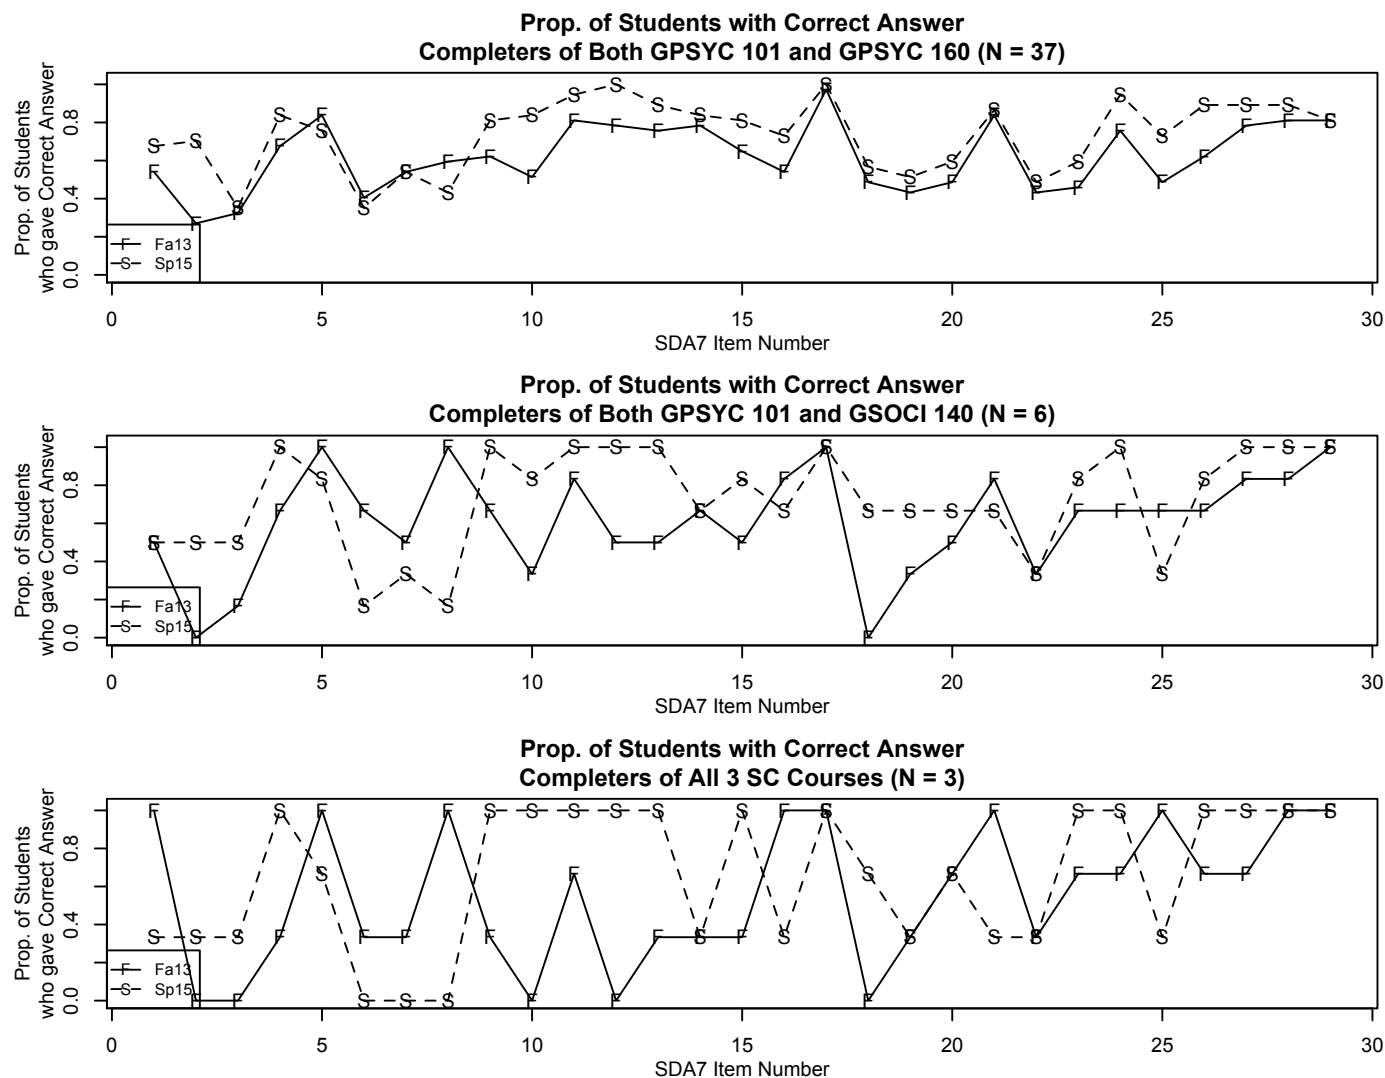 Prop. of Students with Correct Answer
Completers of Both GPSYC 101 and GPSYC 160 (N = 37)
Prop. of Students
who gave Correct Answer
0.0 0.4 0.8
F Fa13
S Sp15
0 5 10 15 20 25 30
SDA7 Item Number
Prop. of Students with Correct Answer
Completers of Both GPSYC 101 and GSOCI 140 (N = 6)
Prop. of Students
who gave Correct Answer
0.0 0.4 0.8
F Fa13
S Sp15
0 5 10 15 20 25 30
SDA7 Item Number
Prop. of Students with Correct Answer
Completers of All 3 SC Courses (N = 3)
Prop. of Students
who gave Correct Answer
0.0 0.4 0.8
F Fa13
S Sp15
0 5 10 15 20 25 30
SDA7 Item Number